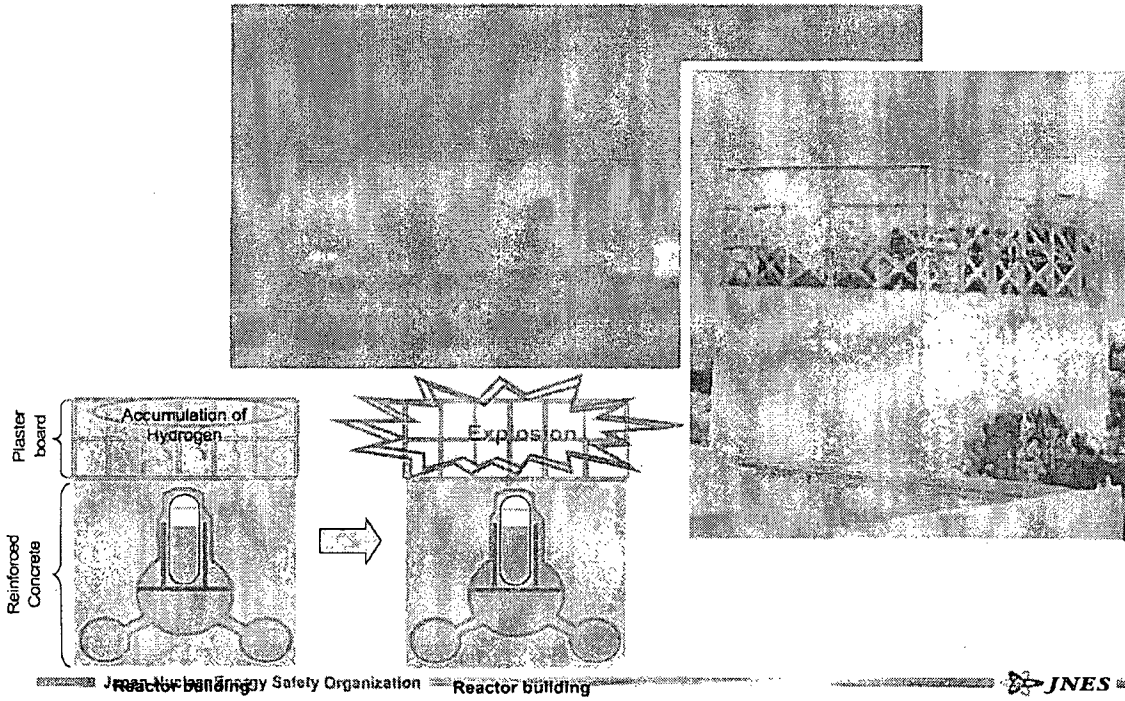 Plaster
board
Accumulation of
Hydrogen
Explosion
Reinforced
Concrete
Reactor building
Reactor building
Japan Nuclear Energy Safety Organization
JNES